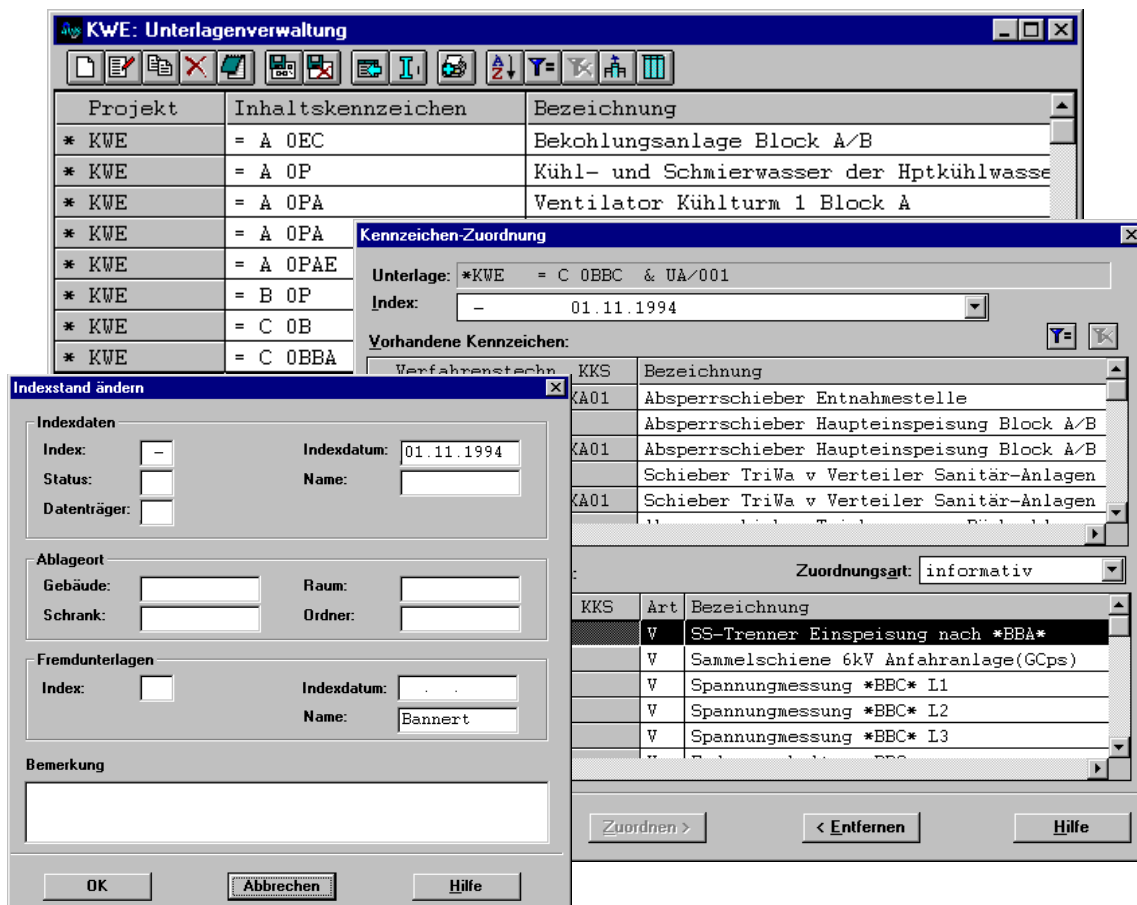 KWE: Unterlagenverwaltung
Projekt Inhaltskennzeichen Bezeichnung
* KWE = A 0EC Bekohlungsanlage Block A/B
* KWE = A 0P Kühl- und Schmierwasser der Hptkühlwasse
* KWE = A 0PA Ventilator Kühlturm 1 Block A
* KWE = A 0PA
* KWE = A 0PAE
* KWE = B 0P
* KWE = C 0B
* KWE = C 0BBA
Kennzeichen-Zuordnung
Unterlage: *KWE = C 0BBC & UA/001
Index: – 01.11.1994
Vorhandene Kennzeichen:
Verfahrenstechn. KKS Bezeichnung
KA01 Absperrschieber Entnahmestelle
Absperrschieber Haupteinspeisung Block A/B
KA01 Absperrschieber Haupteinspeisung Block A/B
Schieber TriWa v Verteiler Sanitär-Anlagen
KA01 Schieber TriWa v Verteiler Sanitär-Anlagen
Zuordnungsart: informativ
KKS Art Bezeichnung
V SS-Trenner Einspeisung nach *BBA*
V Sammelschiene 6kV Anfahranlage(GCps)
V Spannungmessung *BBC* L1
V Spannungmessung *BBC* L2
V Spannungmessung *BBC* L3
Zuordnen > < Entfernen Hilfe
Indexstand ändern
Indexdaten
Index: – Indexdatum: 01.11.1994
Status: Name:
Datenträger:
Ablageort
Gebäude: Raum:
Schrank: Ordner:
Fremdunterlagen
Index: Indexdatum: . .
Name: Bannert
Bemerkung
OK Abbrechen Hilfe